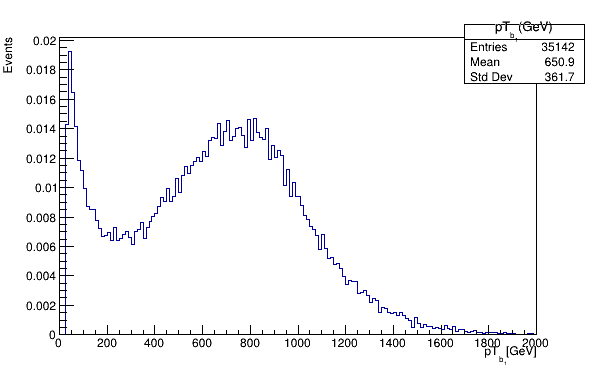 pT_b_1(GeV)
Entries 35142
Mean 650.9
Std Dev 361.7
Events
0.02
0.018
0.016
0.014
0.012
0.01
0.008
0.006
0.004
0.002
0
0 200 400 600 800 1000 1200 1400 1600 1800 2000
pT_b_1[GeV]